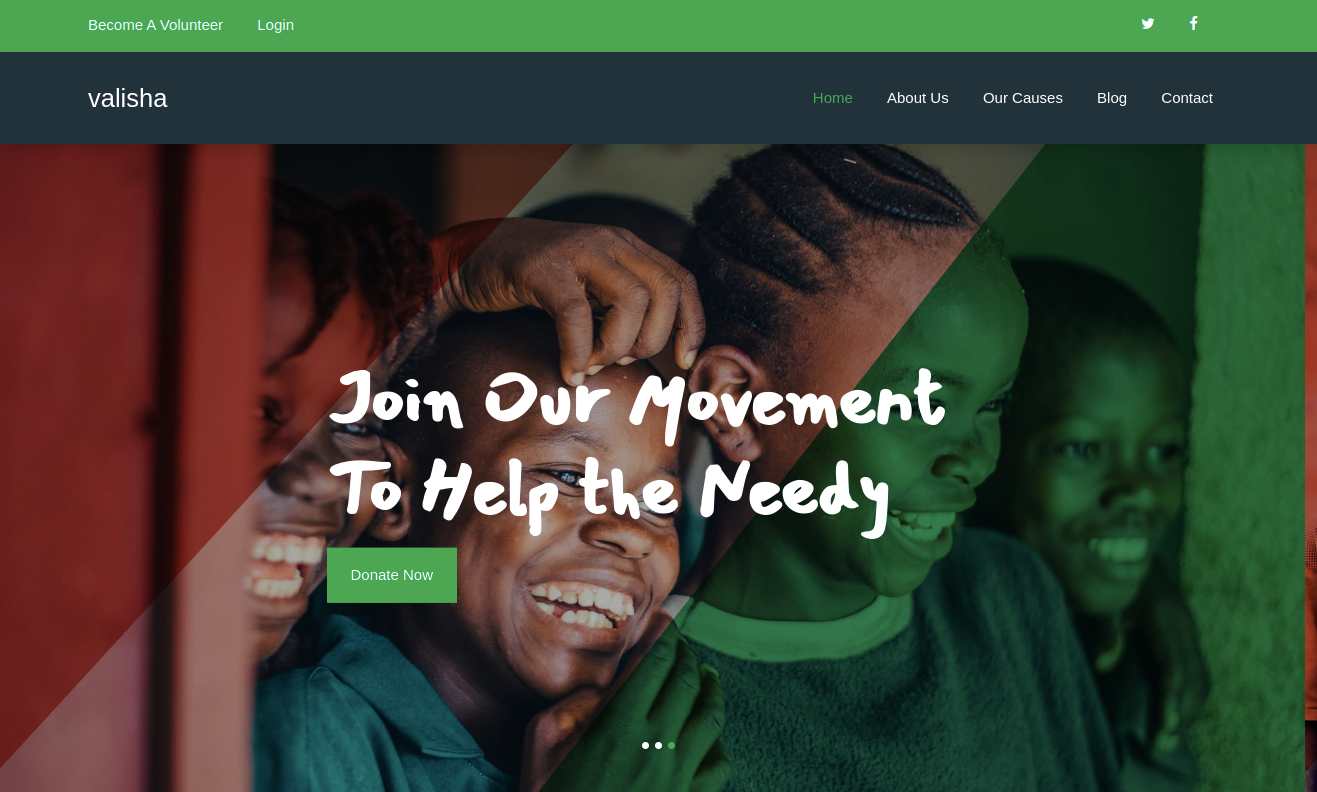 Become A Volunteer Login
valisha
Home About Us Our Causes Blog Contact
Join Our Movement
To Help the Needy
Donate Now